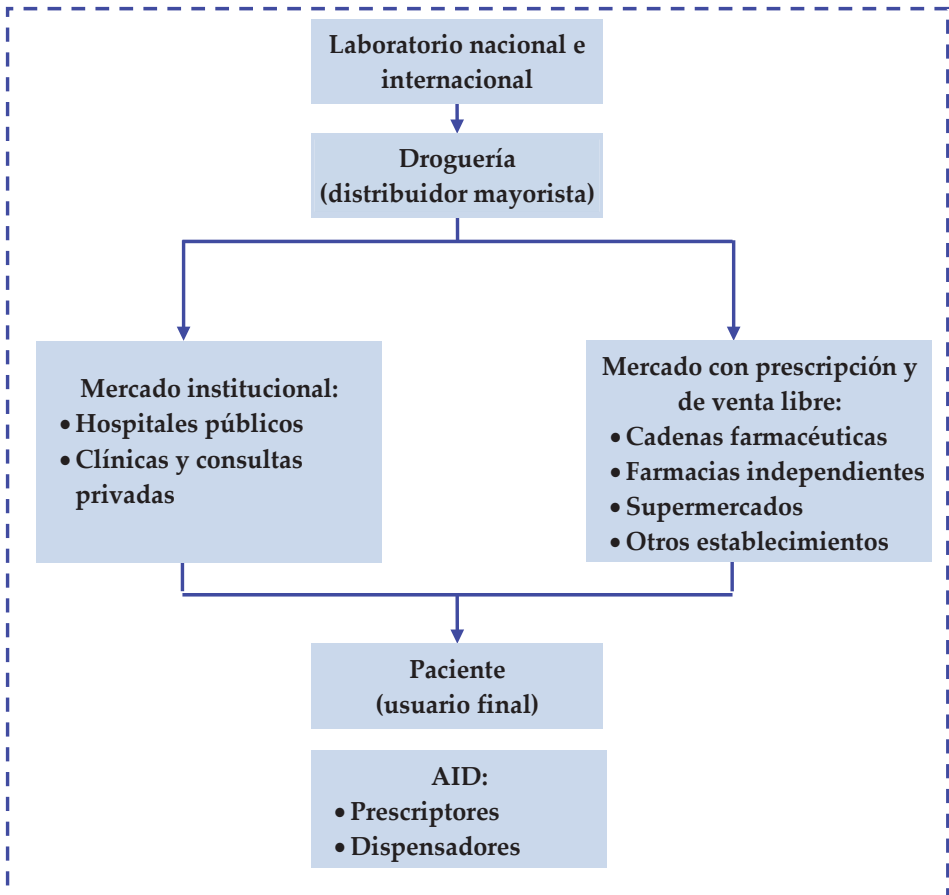 Laboratorio nacional e
internacional
Droguería
(distribuidor mayorista)
Mercado institucional:
• Hospitales públicos
• Clínicas y consultas
privadas
Mercado con prescripción y
de venta libre:
• Cadenas farmacéuticas
• Farmacias independientes
• Supermercados
• Otros establecimientos
Paciente
(usuario final)
AID:
• Prescriptores
• Dispensadores